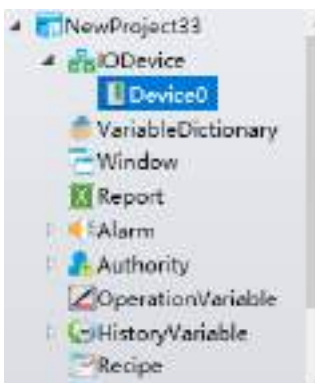 NewProject33
IODevice
Device0
VariableDictionary
Window
Report
Alarm
Authority
OperationVariable
HistoryVariable
Recipe